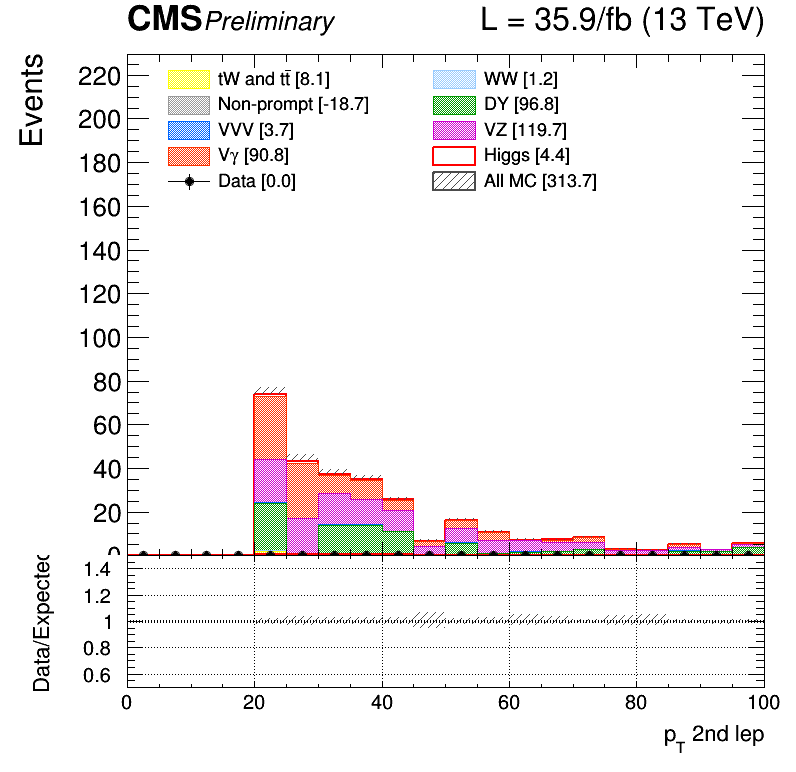 CMS Preliminary L = 35.9/fb (13 TeV)
Events
220
200
180
160
140
120
100
80
60
40
20
0
tW and tt̄ [8.1]
Non-prompt [-18.7]
VVV [3.7]
Vγ [90.8]
Data [0.0]
WW [1.2]
DY [96.8]
VZ [119.7]
Higgs [4.4]
All MC [313.7]
Data/Expected
1.4
1.2
1
0.8
0.6
0 20 40 60 80 100
pT 2nd lep